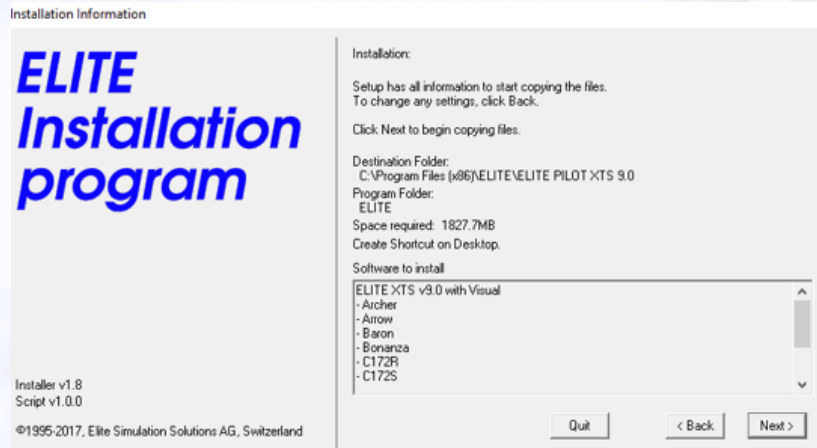 Installation Information
ELITE
Installation
program
Installer v1.8
Script v1.0.0
©1995-2017, Elite Simulation Solutions AG, Switzerland
Installation:
Setup has all information to start copying the files.
To change any settings, click Back.
Click Next to begin copying files.
Destination Folder:
C:\Program Files (x86)\ELITE\ELITE PILOT XTS 9.0
Program Folder:
ELITE
Space required: 1827.7MB
Create Shortcut on Desktop.
Software to install
ELITE XTS v9.0 with Visual
- Archer
- Arrow
- Baron
- Bonanza
- C172R
- C172S
Quit
< Back
Next >